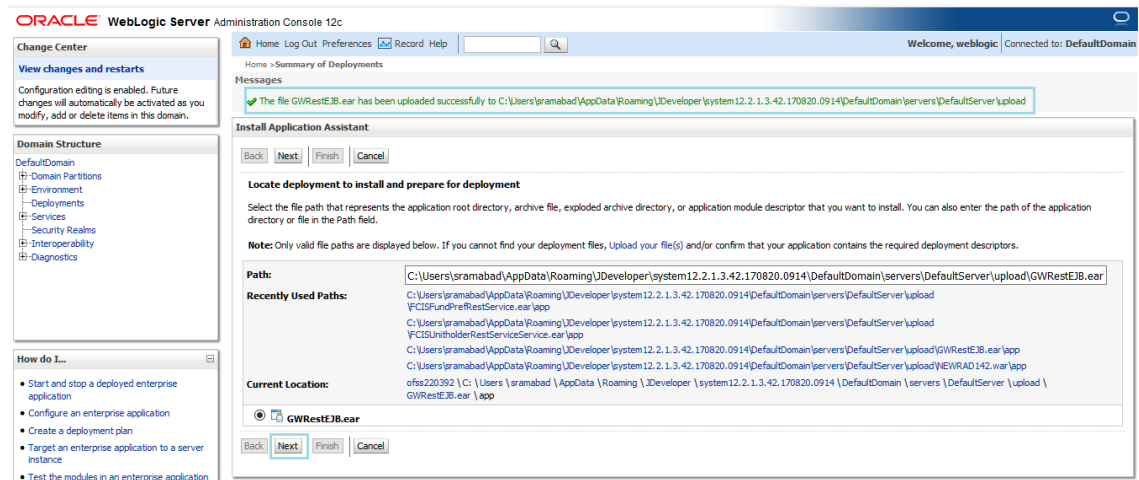 ORACLE WebLogic Server Administration Console 12c
Change Center
View changes and restarts
Configuration editing is enabled. Future
changes will automatically be activated as you
modify, add or delete items in this domain.
Domain Structure
DefaultDomain
Domain Partitions
Environment
Deployments
Services
Security Realms
Interoperability
Diagnostics
How do I...
Start and stop a deployed enterprise
application
Configure an enterprise application
Create a deployment plan
Target an enterprise application to a server
instance
Test the modules in an enterprise application
Home Log Out Preferences Record Help
Welcome, weblogic Connected to: DefaultDomain
Home >Summary of Deployments
Messages
The file GWRestEJB.ear has been uploaded successfully to C:\Users\sramabad\AppData\Roaming\JDeveloper\system12.2.1.3.42.170820.0914\DefaultDomain\servers\DefaultServer\upload
Install Application Assistant
Back Next Finish Cancel
Locate deployment to install and prepare for deployment
Select the file path that represents the application root directory, archive file, exploded archive directory, or application module descriptor that you want to install. You can also enter the path of the application
directory or file in the Path field.
Note: Only valid file paths are displayed below. If you cannot find your deployment files, Upload your file(s) and/or confirm that your application contains the required deployment descriptors.
Path: C:\Users\sramabad\AppData\Roaming\JDeveloper\system12.2.1.3.42.170820.0914\DefaultDomain\servers\DefaultServer\upload\GWRestEJB.ear
Recently Used Paths: C:\Users\sramabad\AppData\Roaming\JDeveloper\system12.2.1.3.42.170820.0914\DefaultDomain\servers\DefaultServer\upload
\FCISFundPrefRestService.ear\app
C:\Users\sramabad\AppData\Roaming\JDeveloper\system12.2.1.3.42.170820.0914\DefaultDomain\servers\DefaultServer\upload
\FCISUnitholderRestServiceService.ear\app
C:\Users\sramabad\AppData\Roaming\JDeveloper\system12.2.1.3.42.170820.0914\DefaultDomain\servers\DefaultServer\upload\GWRestEJB.ear\app
C:\Users\sramabad\AppData\Roaming\JDeveloper\system12.2.1.3.42.170820.0914\DefaultDomain\servers\DefaultServer\upload\NEWRAD142.war\app
Current Location: ofss220392 \ C: \ Users \ sramabad \ AppData \ Roaming \ JDeveloper \ system12.2.1.3.42.170820.0914 \ DefaultDomain \ servers \ DefaultServer \ upload \
GWRestEJB.ear \ app
GWRestEJB.ear
Back Next Finish Cancel